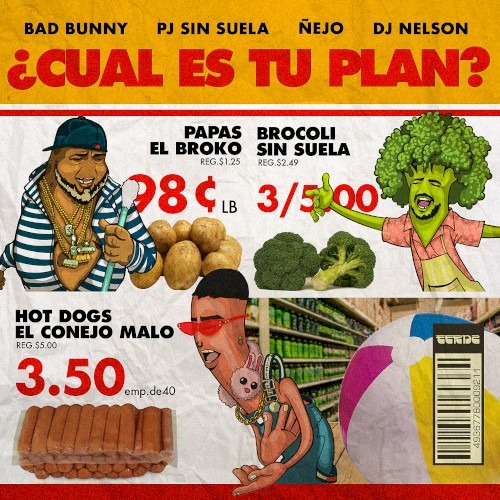 BAD BUNNY PJ SIN SUELA ÑEJO DJ NELSON
¿CUAL ES TU PLAN?
PAPAS
EL BROKO
REG.$1.25
98¢ LB
BROCOLI
SIN SUELA
REG.$2.49
3/5.00
HOT DOGS
EL CONEJO MALO
REG.$5.00
3.50 emp.de40